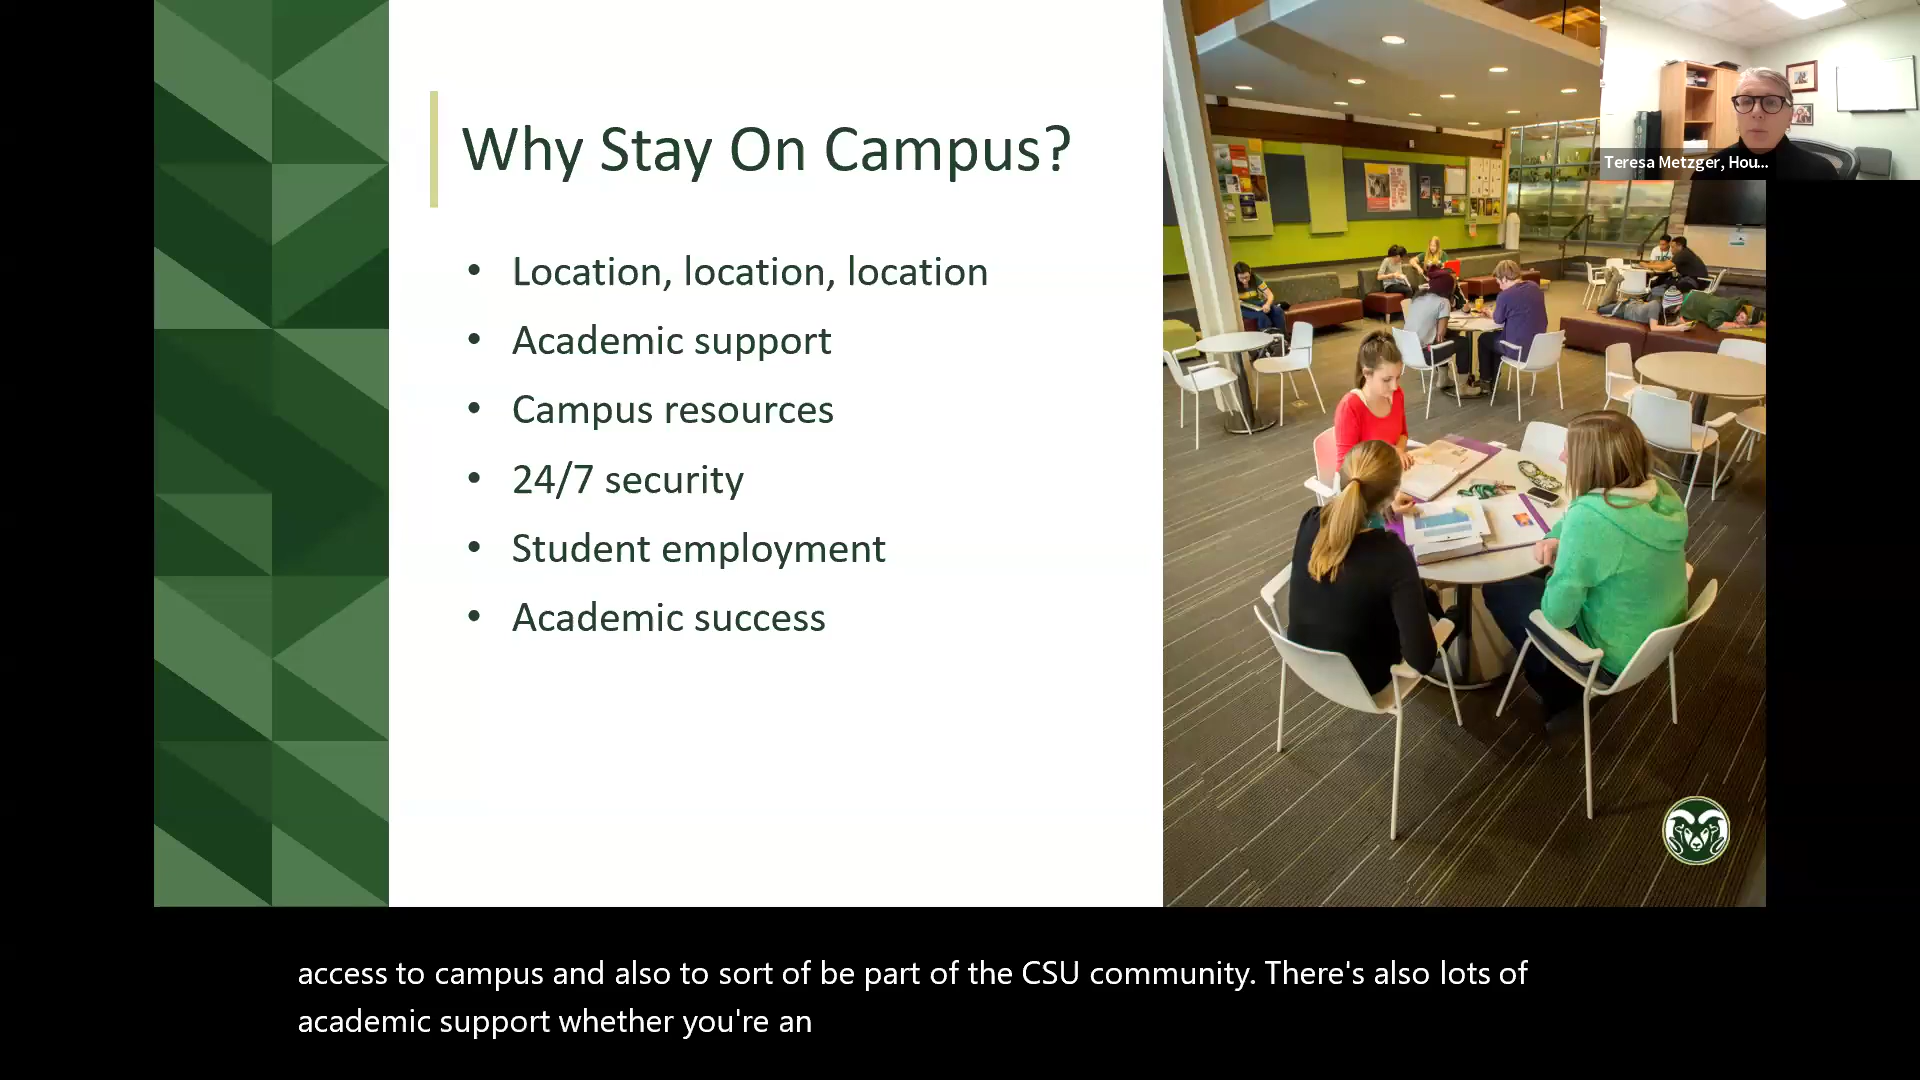 Why Stay On Campus?
• Location, location, location
• Academic support
• Campus resources
• 24/7 security
• Student employment
• Academic success
Teresa Metzger, Hou...
access to campus and also to sort of be part of the CSU community. There's also lots of
academic support whether you're an